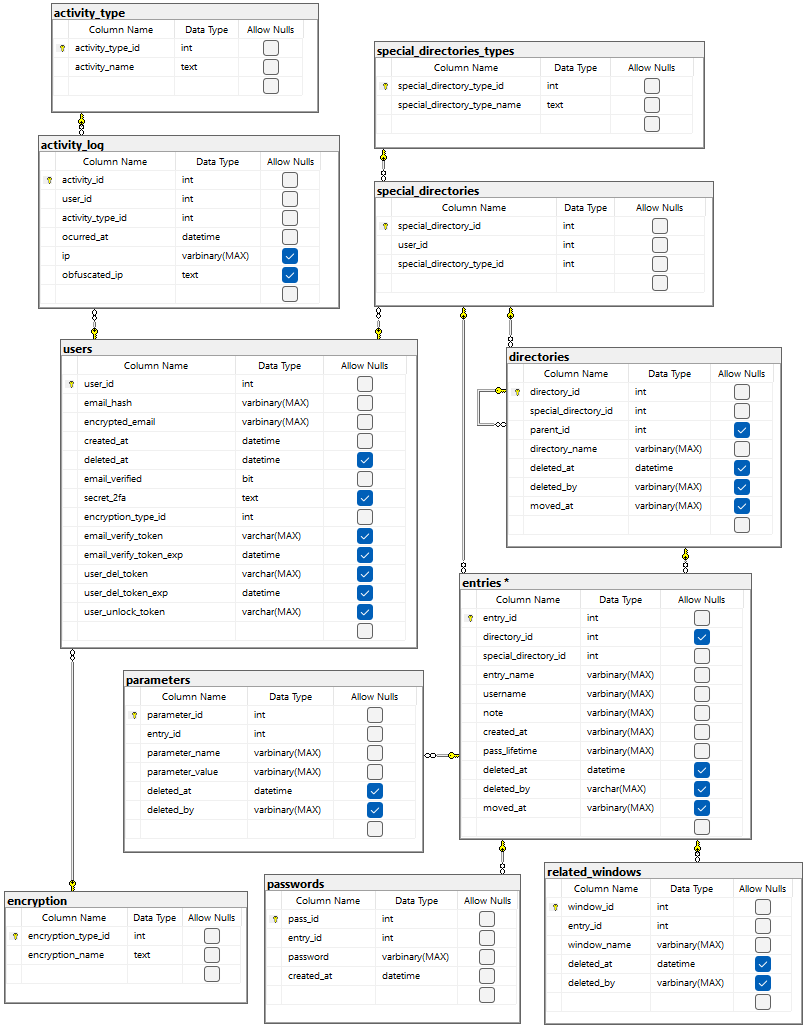 activity_type
Column Name Data Type Allow Nulls
activity_type_id int
activity_name text
special_directories_types
Column Name Data Type Allow Nulls
special_directory_type_id int
special_directory_type_name text
activity_log
Column Name Data Type Allow Nulls
activity_id int
user_id int
activity_type_id int
ocurred_at datetime
ip varbinary(MAX)
obfuscated_ip text
special_directories
Column Name Data Type Allow Nulls
special_directory_id int
user_id int
special_directory_type_id int
users
Column Name Data Type Allow Nulls
user_id int
email_hash varbinary(MAX)
encrypted_email varbinary(MAX)
created_at datetime
deleted_at datetime
email_verified bit
secret_2fa text
encryption_type_id int
email_verify_token varchar(MAX)
email_verify_token_exp datetime
user_del_token varchar(MAX)
user_del_token_exp datetime
user_unlock_token varchar(MAX)
directories
Column Name Data Type Allow Nulls
directory_id int
special_directory_id int
parent_id int
directory_name varbinary(MAX)
deleted_at datetime
deleted_by varbinary(MAX)
moved_at varbinary(MAX)
entries *
Column Name Data Type Allow Nulls
entry_id int
directory_id int
special_directory_id int
entry_name varbinary(MAX)
username varbinary(MAX)
note varbinary(MAX)
created_at varbinary(MAX)
pass_lifetime varbinary(MAX)
deleted_at datetime
deleted_by varchar(MAX)
moved_at varbinary(MAX)
parameters
Column Name Data Type Allow Nulls
parameter_id int
entry_id int
parameter_name varbinary(MAX)
parameter_value varbinary(MAX)
deleted_at datetime
deleted_by varbinary(MAX)
encryption
Column Name Data Type Allow Nulls
encryption_type_id int
encryption_name text
passwords
Column Name Data Type Allow Nulls
pass_id int
entry_id int
password varbinary(MAX)
created_at datetime
related_windows
Column Name Data Type Allow Nulls
window_id int
entry_id int
window_name varbinary(MAX)
deleted_at datetime
deleted_by varbinary(MAX)